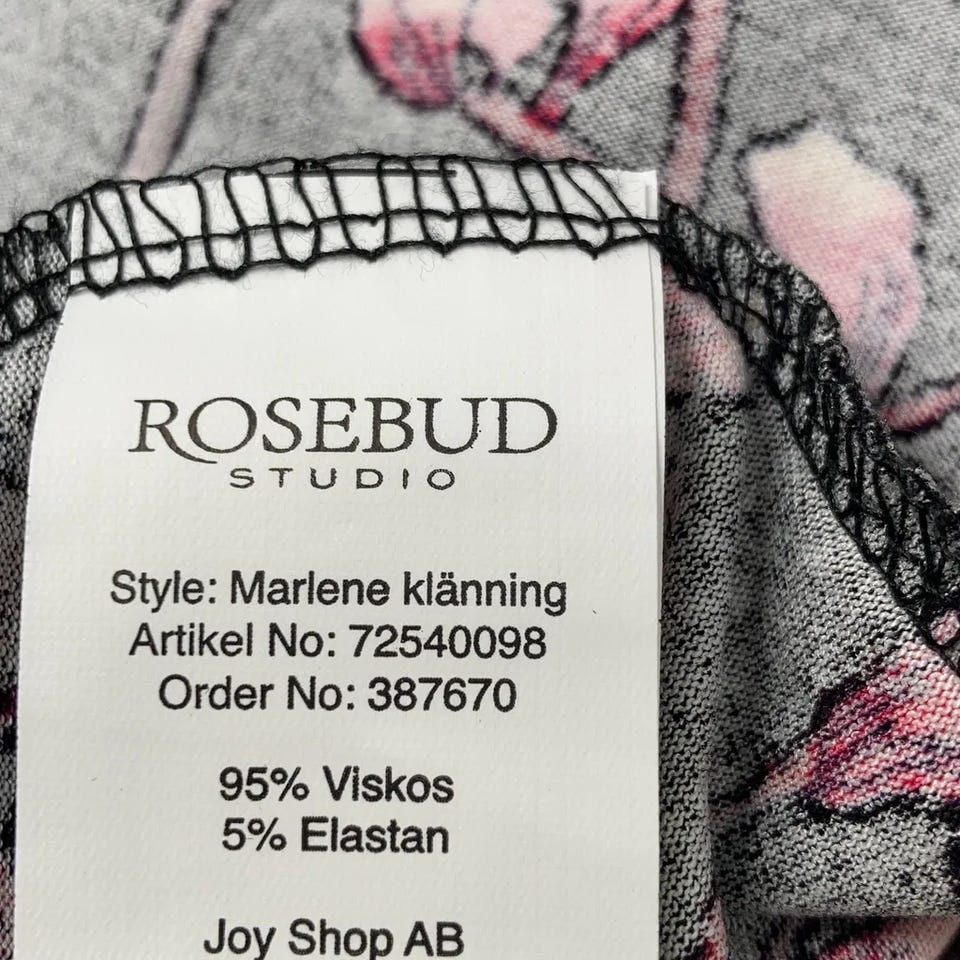 ROSEBUD
STUDIO
Style: Marlene klänning
Artikel No: 72540098
Order No: 387670
95% Viskos
5% Elastan
Joy Shop AB